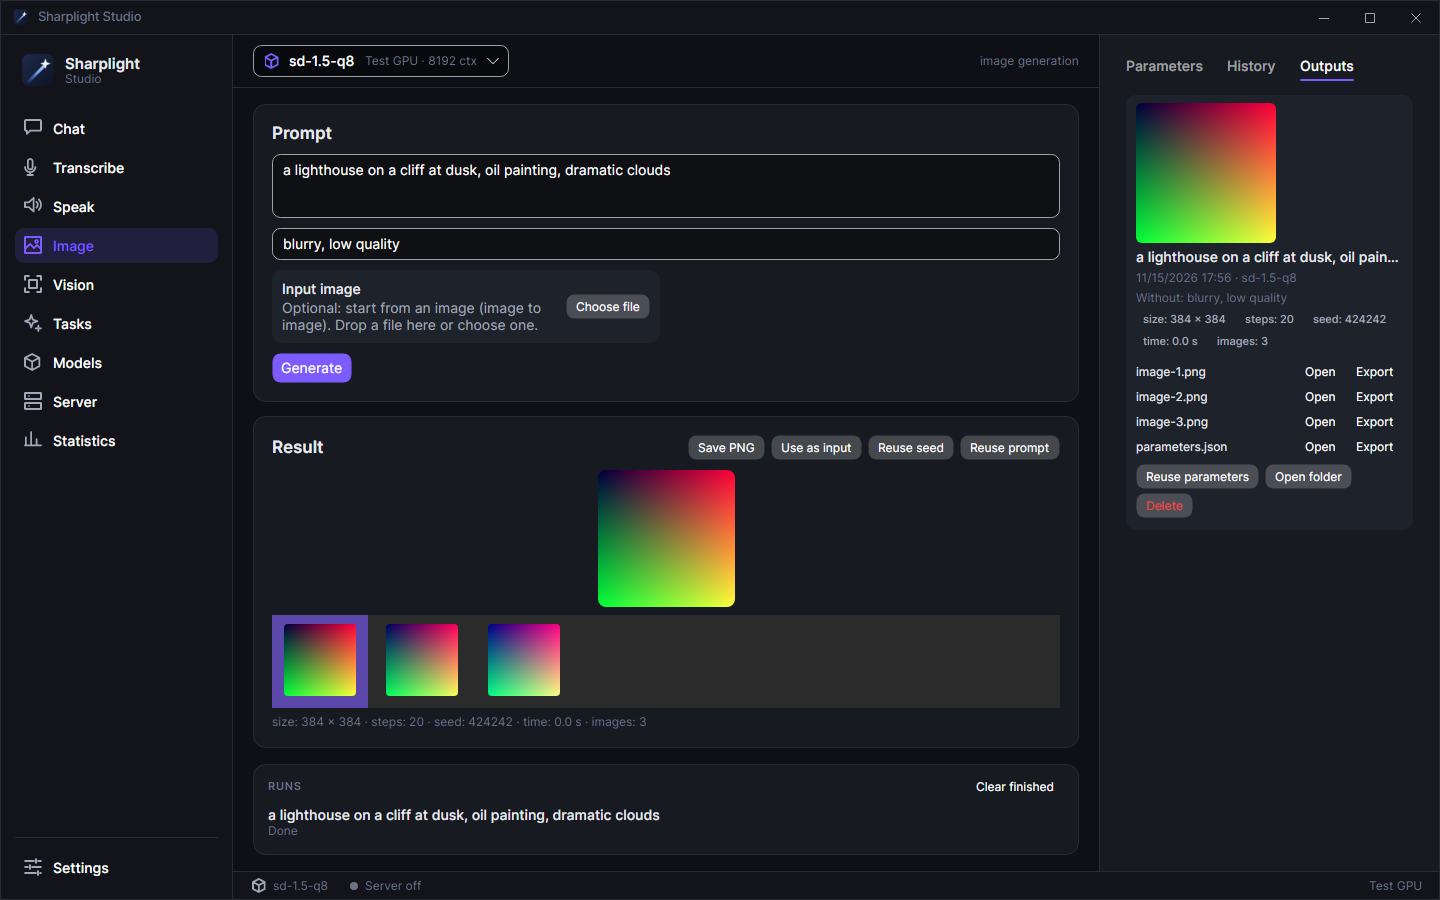 Sharplight Studio
Sharplight
Studio
Chat
Transcribe
Speak
Image
Vision
Tasks
Models
Server
Statistics
Settings
sd-1.5-q8 Test GPU · 8192 ctx
image generation
Prompt
a lighthouse on a cliff at dusk, oil painting, dramatic clouds
blurry, low quality
Input image
Optional: start from an image (image to
image). Drop a file here or choose one.
Choose file
Generate
Result
Save PNG Use as input Reuse seed Reuse prompt
size: 384 × 384 · steps: 20 · seed: 424242 · time: 0.0 s · images: 3
RUNS
Clear finished
a lighthouse on a cliff at dusk, oil painting, dramatic clouds
Done
Parameters History Outputs
a lighthouse on a cliff at dusk, oil pain...
11/15/2026 17:56 · sd-1.5-q8
Without: blurry, low quality
size: 384 × 384 steps: 20 seed: 424242
time: 0.0 s images: 3
image-1.png Open Export
image-2.png Open Export
image-3.png Open Export
parameters.json Open Export
Reuse parameters Open folder
Delete
sd-1.5-q8 Server off
Test GPU